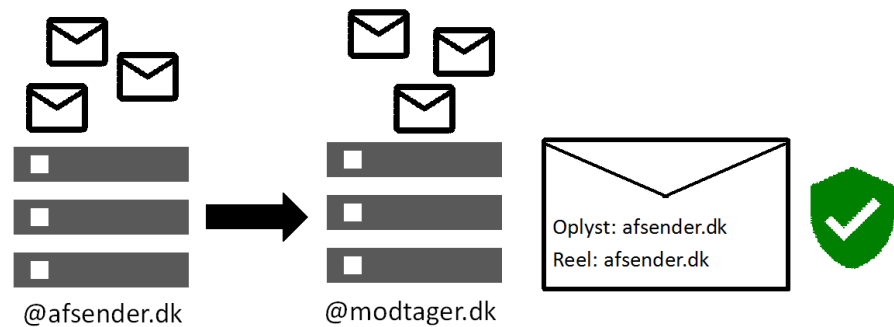 Oplyst: afsender.dk
Reel: afsender.dk
@afsender.dk
@modtager.dk